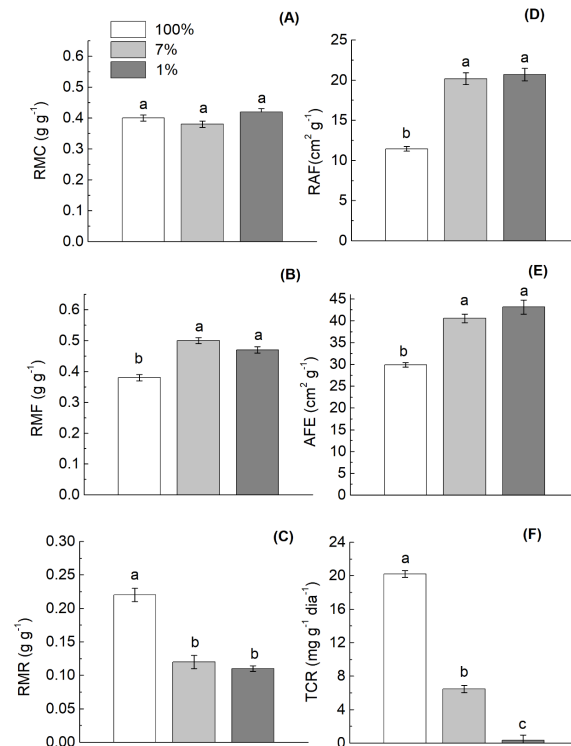 (A)
100%
7%
1%
a
a
a
RMC (g g⁻¹)
0.6
0.5
0.4
0.3
0.2
0.1
0.0
(B)
b
a
a
RMF (g g⁻¹)
0.6
0.5
0.4
0.3
0.2
0.1
0.0
(C)
a
b
b
RMR (g g⁻¹)
0.30
0.25
0.20
0.15
0.10
0.05
0.00
(D)
b
a
a
RAF(cm² g⁻¹)
25
20
15
10
5
0
(E)
b
a
a
AFE (cm² g⁻¹)
45
40
35
30
25
20
15
10
5
0
(F)
a
b
c
TCR (mg g⁻¹ dia⁻¹)
24
20
16
12
8
4
0